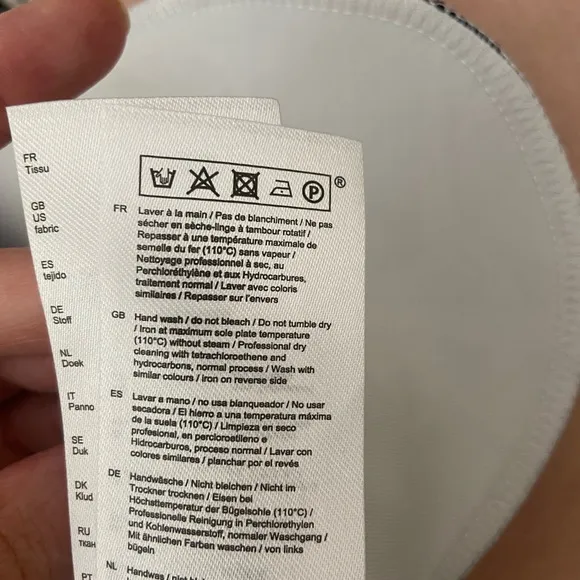 FR
Tissu
GB
US
fabric
ES
tejido
DE
Stoff
NL
Doek
IT
Panno
SE
Duk
DK
Klud
RU
ткан
PT
P
®
FR Laver à la main / Pas de blanchiment / Ne pas
sécher en sèche-linge à tambour rotatif /
Repasser à une température maximale de
semelle du fer (110°C) sans vapeur /
Nettoyage professionnel à sec, au
Perchloréthylène et aux Hydrocarbures,
traitement normal / Laver avec coloris
similaires / Repasser sur l'envers
GB Hand wash / do not bleach / Do not tumble dry
/ Iron at maximum sole plate temperature
(110°C) without steam / Professional dry
cleaning with tetrachloroethene and
hydrocarbons, normal process / Wash with
similar colours / iron on reverse side
ES Lavar a mano / no usa blanqueador / No usar
secadora / El hierro a una temperatura máxima
de la suela (110°C) / Limpieza en seco
profesional, en percloroetileno e
Hidrocarburos, proceso normal / Lavar con
colores similares / planchar por el revés
DE Handwäsche / Nicht bleichen / Nicht im
Trockner trocknen / Eisen bei
Höchstemperatur der Bügelsohle (110°C) /
Professionelle Reinigung in Perchlorethylen
und Kohlenwasserstoff, normaler Waschgang /
Mit ähnlichen Farben waschen / von links
bügeln
NL Handwas /